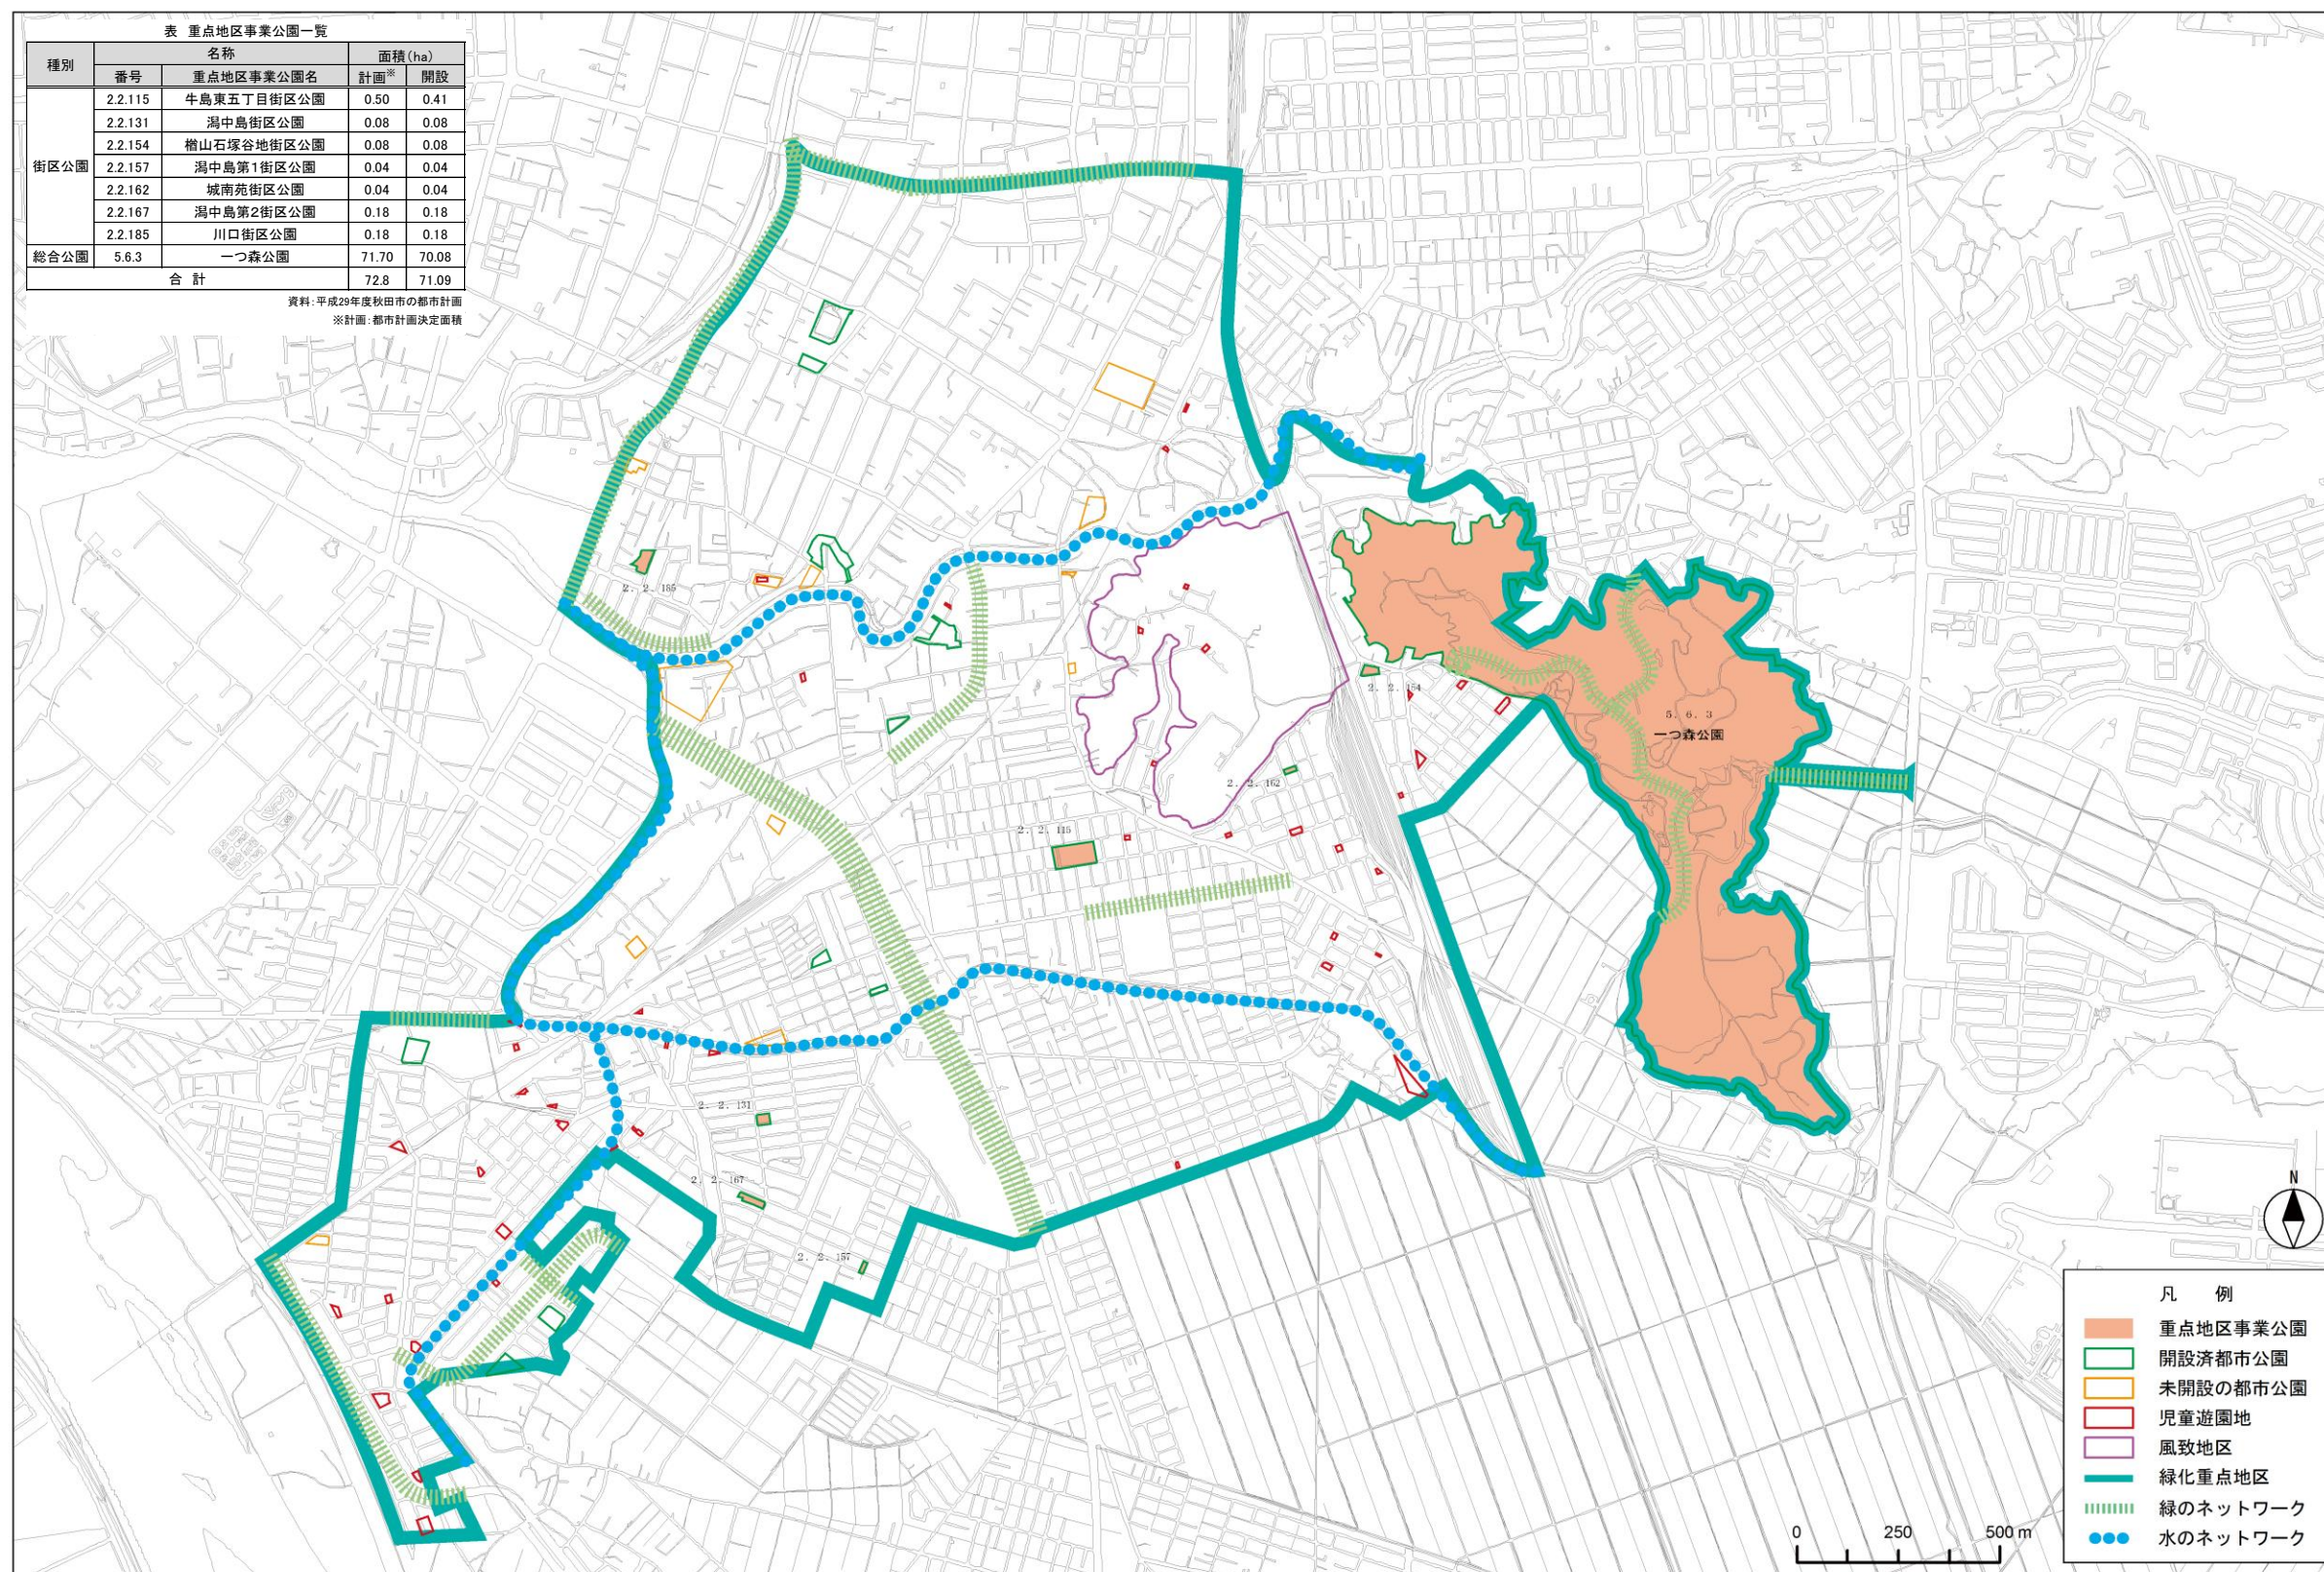 表 重点地区事業公園一覧
種別 名称 面積(ha)
番号 重点地区事業公園名 計画※ 開設
街区公園
2.2.115 牛島東五丁目街区公園 0.50 0.41
2.2.131 潟中島街区公園 0.08 0.08
2.2.154 楢山石塚谷地街区公園 0.08 0.08
2.2.157 潟中島第1街区公園 0.04 0.04
2.2.162 城南苑街区公園 0.04 0.04
2.2.167 潟中島第2街区公園 0.18 0.18
2.2.185 川口街区公園 0.18 0.18
総合公園 5.6.3 一つ森公園 71.70 70.08
合 計 72.8 71.09
資料:平成29年度秋田市の都市計画
※計画:都市計画決定面積
2. 2. 185
2. 2. 154
5. 6. 3
一つ森公園
2. 2. 162
2. 2. 115
2. 2. 131
2. 2. 167
2. 2. 157
N
凡 例
重点地区事業公園
開設済都市公園
未開設の都市公園
児童遊園地
風致地区
緑化重点地区
緑のネットワーク
水のネットワーク
0 250 500 m